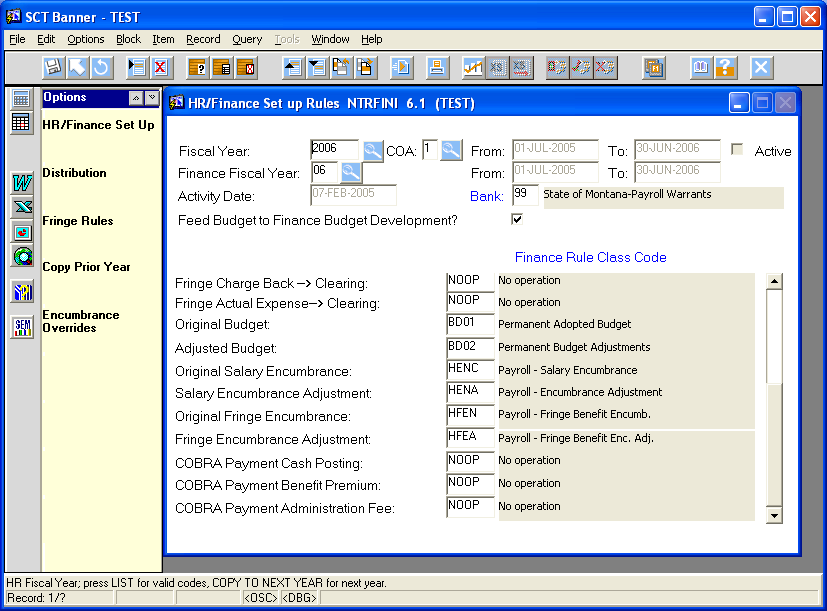 SCT Banner - TEST
File Edit Options Block Item Record Query Tools Window Help
Options
HR/Finance Set Up
Distribution
Fringe Rules
Copy Prior Year
Encumbrance
Overrides
HR/Finance Set up Rules NTRFINI 6.1 (TEST)
Fiscal Year: 2006 COA: 1 From: 01-JUL-2005 To: 30-JUN-2006 Active
Finance Fiscal Year: 06 From: 01-JUL-2005 To: 30-JUN-2006
Activity Date: 07-FEB-2005 Bank: 99 State of Montana-Payroll Warrants
Feed Budget to Finance Budget Development?
Finance Rule Class Code
Fringe Charge Back --> Clearing: NOOP No operation
Fringe Actual Expense--> Clearing: NOOP No operation
Original Budget: BD01 Permanent Adopted Budget
Adjusted Budget: BD02 Permanent Budget Adjustments
Original Salary Encumbrance: HENC Payroll - Salary Encumbrance
Salary Encumbrance Adjustment: HENA Payroll - Encumbrance Adjustment
Original Fringe Encumbrance: HFEN Payroll - Fringe Benefit Encumb.
Fringe Encumbrance Adjustment: HFEA Payroll - Fringe Benefit Enc. Adj.
COBRA Payment Cash Posting: NOOP No operation
COBRA Payment Benefit Premium: NOOP No operation
COBRA Payment Administration Fee: NOOP No operation
HR Fiscal Year; press LIST for valid codes, COPY TO NEXT YEAR for next year.
Record: 1/? <OSC> <DBG>